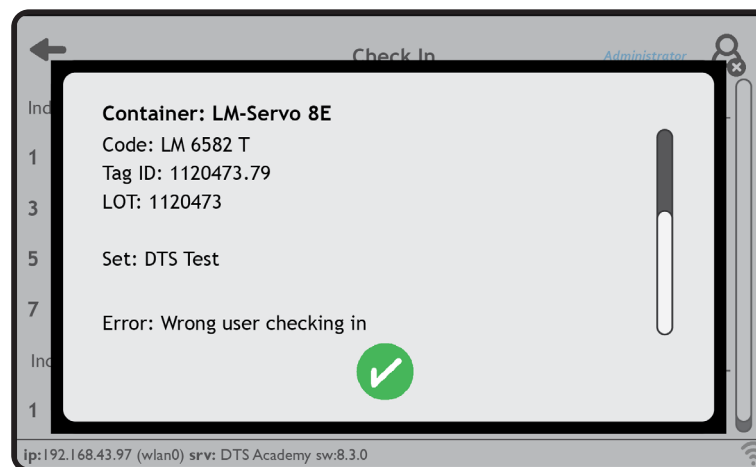 Check In
Administrator
Ind
1
3
5
7
Ind
1
Container: LM-Servo 8E
Code: LM 6582 T
Tag ID: 1120473.79
LOT: 1120473
Set: DTS Test
Error: Wrong user checking in
ip:192.168.43.97 (wlan0) srv: DTS Academy sw:8.3.0